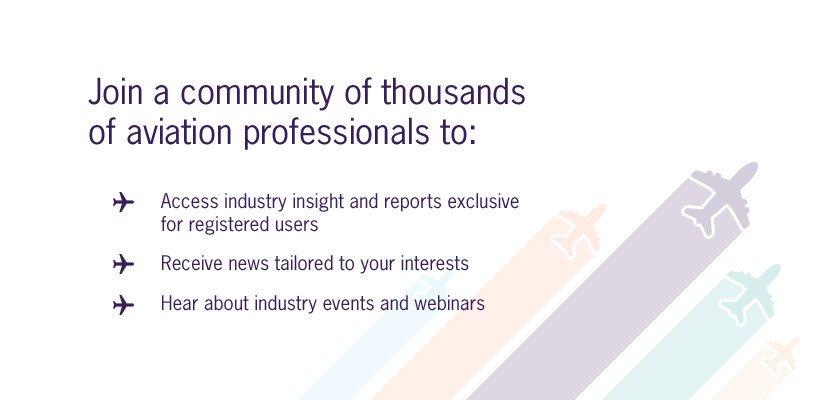 Join a community of thousands
of aviation professionals to:
Access industry insight and reports exclusive
for registered users
Receive news tailored to your interests
Hear about industry events and webinars